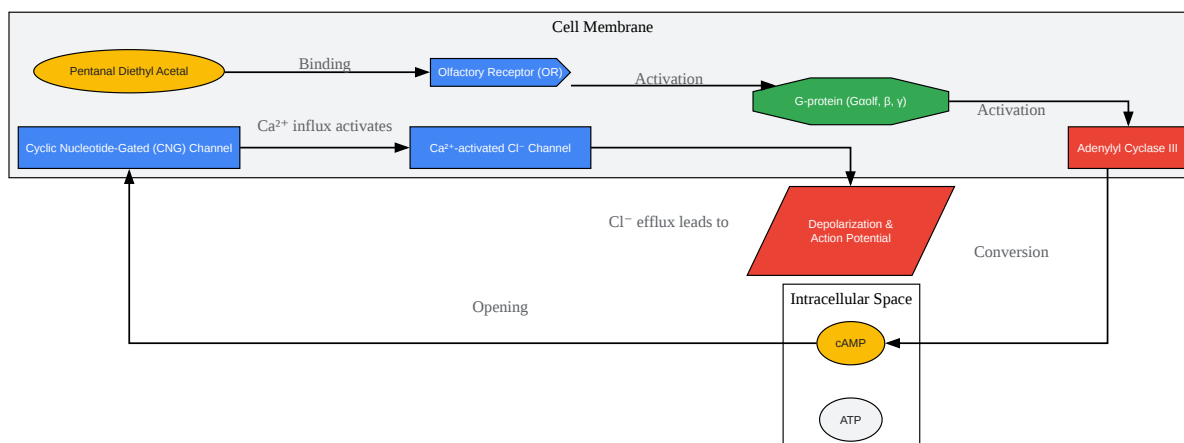 Cell Membrane
Pentanal Diethyl Acetal
Binding
Olfactory Receptor (OR)
Activation
G-protein (Gαolf, β, γ)
Activation
Cyclic Nucleotide-Gated (CNG) Channel
Ca²⁺ influx activates
Ca²⁺-activated Cl⁻ Channel
Adenylyl Cyclase III
Cl⁻ efflux leads to
Depolarization &
Action Potential
Conversion
Intracellular Space
Opening
cAMP
ATP